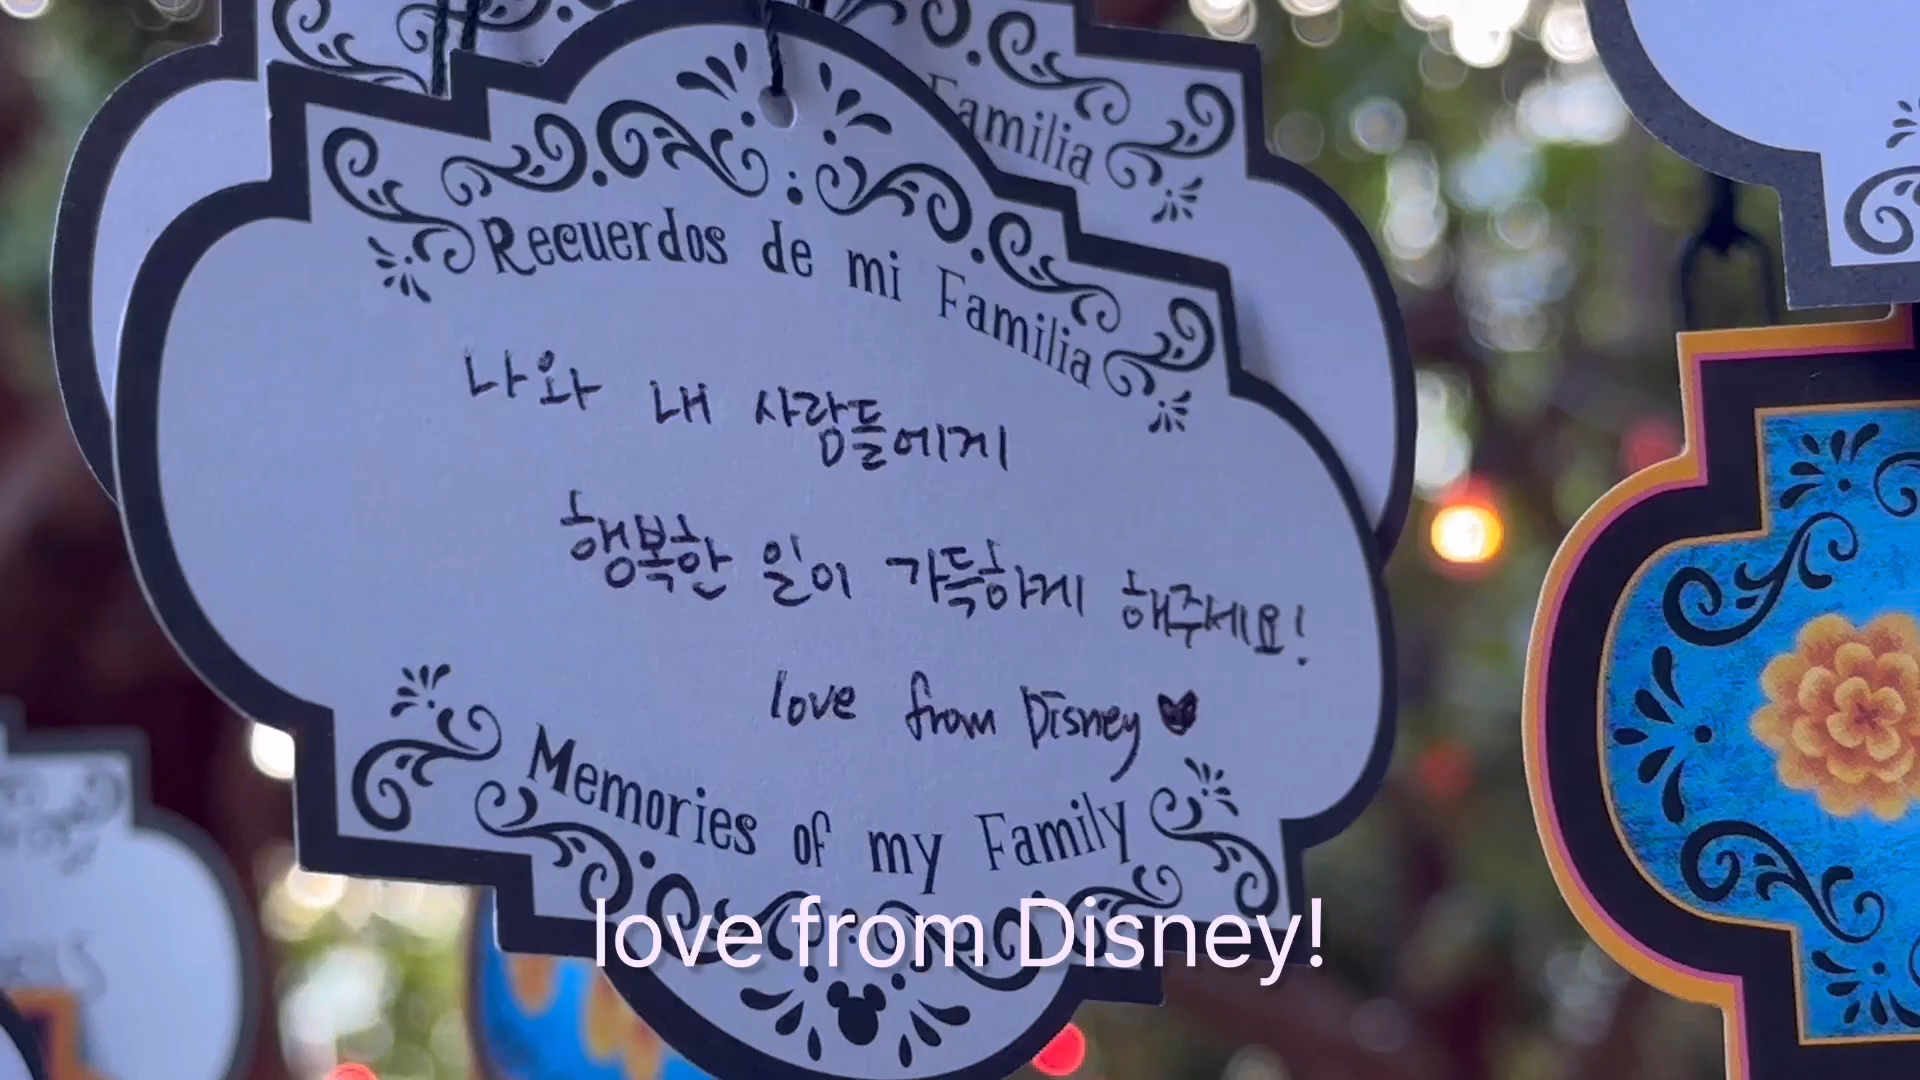 Familia
Recuerdos de mi Familia
나와 내 사람들에게
행복한 일이 가득하게 해주세요!
love from Disney
Memories of my Family
love from Disney!